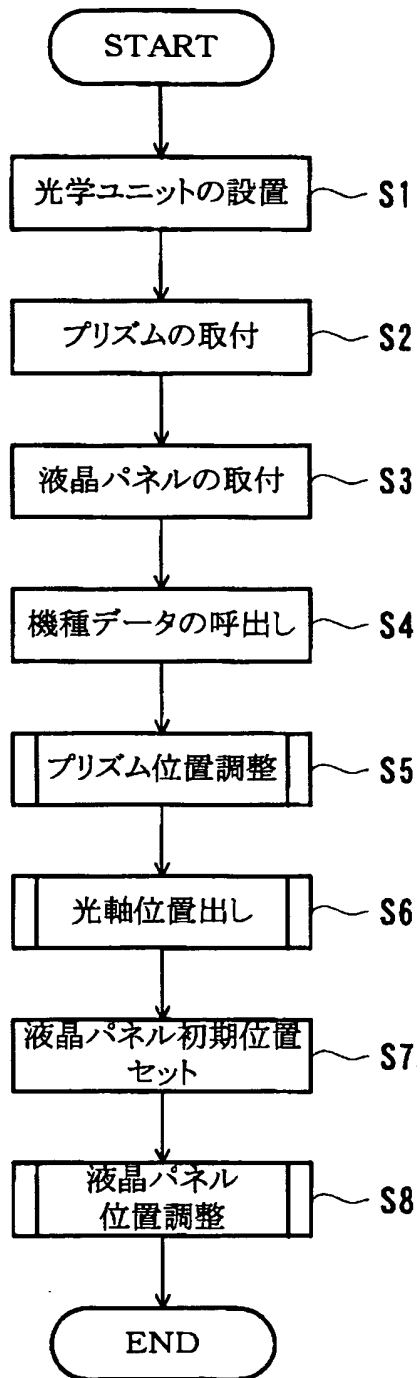 START
光学ユニットの設置 S1
プリズムの取付 S2
液晶パネルの取付 S3
機種データの呼出し S4
プリズム位置調整 S5
光軸位置出し S6
液晶パネル初期位置
セット S7
液晶パネル
位置調整 S8
END